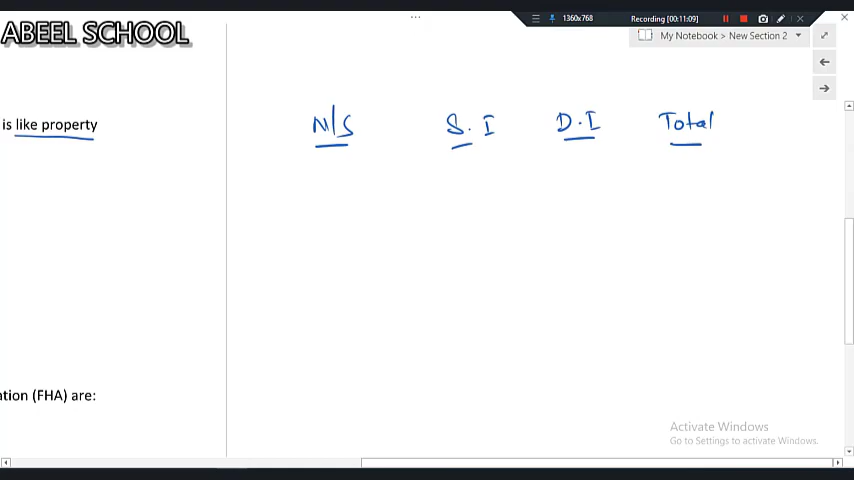 1360x768 Recording [00:11:09]
ABEEL SCHOOL
My Notebook > New Section 2
is like property
N/S S.I D.I Total
ation (FHA) are:
Activate Windows
Go to Settings to activate Windows.